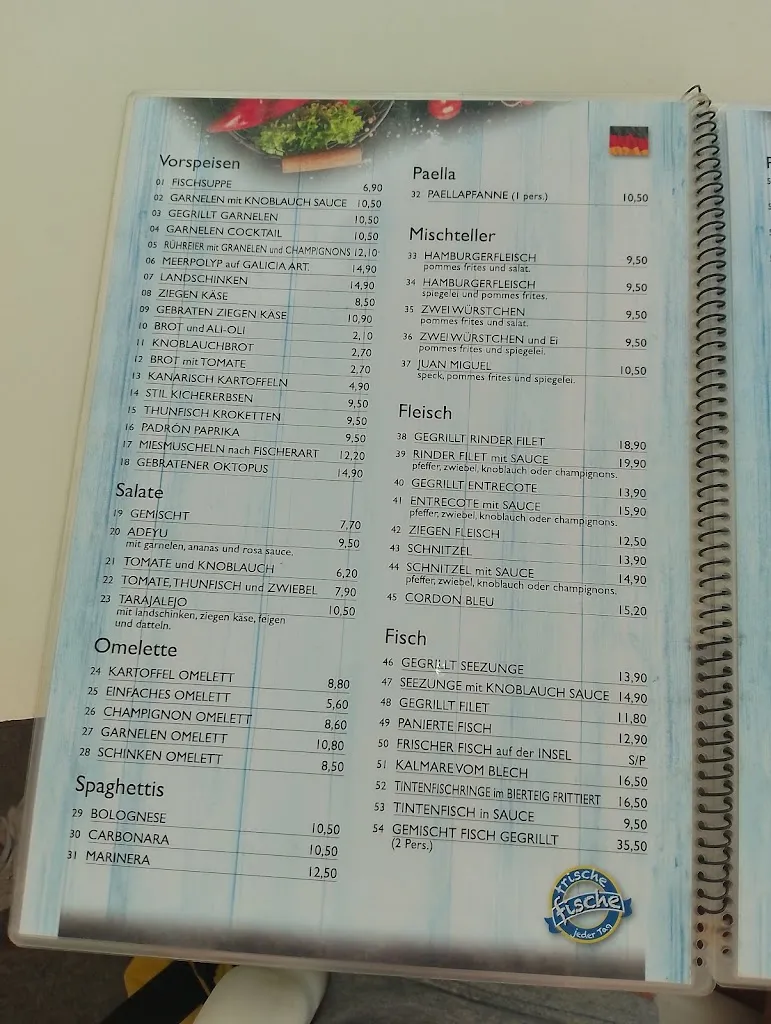 Vorspeisen
01 FISCHSUPPE 6,90
02 GARNELEN mit KNOBLAUCH SAUCE 10,50
03 GEGRILLT GARNELEN 10,50
04 GARNELEN COCKTAIL 10,50
05 RÜHREIER mit GRANELEN und CHAMPIGNONS 12,10
06 MEERPOLYP auf GALICIA ART. 14,90
07 LANDSCHINKEN 14,90
08 ZIEGEN KÄSE 8,50
09 GEBRATEN ZIEGEN KÄSE 10,90
10 BROT und ALI-OLI 2,10
11 KNOBLAUCHBROT 2,70
12 BROT mit TOMATE 2,70
13 KANARISCH KARTOFFELN 4,90
14 STIL KICHERERBSEN 9,50
15 THUNFISCH KROKETTEN 9,50
16 PADRÓN PAPRIKA 9,50
17 MIESMUSCHELN nach FISCHERART 12,20
18 GEBRATENER OKTOPUS 14,90
Salate
19 GEMISCHT 7,70
20 ADEYU 9,50
mit garnelen, ananas und rosa sauce.
21 TOMATE und KNOBLAUCH 6,20
22 TOMATE, THUNFISCH und ZWIEBEL 7,90
23 TARAJALEJO 10,50
mit landschinken, ziegen käse, feigen
und datteln.
Omelette
24 KARTOFFEL OMELETT 8,80
25 EINFACHES OMELETT 5,60
26 CHAMPIGNON OMELETT 8,60
27 GARNELEN OMELETT 10,80
28 SCHINKEN OMELETT 8,50
Spaghettis
29 BOLOGNESE 10,50
30 CARBONARA 10,50
31 MARINERA 12,50
Paella
32 PAELLAPFANNE (1 pers.) 10,50
Mischteller
33 HAMBURGERFLEISCH 9,50
pommes frites und salat.
34 HAMBURGERFLEISCH 9,50
spiegelei und pommes frites.
35 ZWEI WÜRSTCHEN 9,50
pommes frites und salat.
36 ZWEI WÜRSTCHEN und Ei 9,50
pommes frites und spiegelei.
37 JUAN MIGUEL 10,50
speck, pommes frites und spiegelei.
Fleisch
38 GEGRILLT RINDER FILET 18,90
39 RINDER FILET mit SAUCE 19,90
pfeffer, zwiebel, knoblauch oder champignons.
40 GEGRILLT ENTRECOTE 13,90
41 ENTRECOTE mit SAUCE 15,90
pfeffer, zwiebel, knoblauch oder champignons.
42 ZIEGEN FLEISCH 12,50
43 SCHNITZEL 13,90
44 SCHNITZEL mit SAUCE 14,90
pfeffer, zwiebel, knoblauch oder champignons.
45 CORDON BLEU 15,20
Fisch
46 GEGRILLT SEEZUNGE 13,90
47 SEEZUNGE mit KNOBLAUCH SAUCE 14,90
48 GEGRILLT FILET 11,80
49 PANIERTE FISCH 12,90
50 FRISCHER FISCH auf der INSEL S/P
51 KALMARE VOM BLECH 16,50
52 TINTENFISCHRINGE im BIERTEIG FRITTIERT 16,50
53 TINTENFISCH in SAUCE 9,50
54 GEMISCHT FISCH GEGRILLT 35,50
(2 Pers.)
frische
fische
jeder Tag